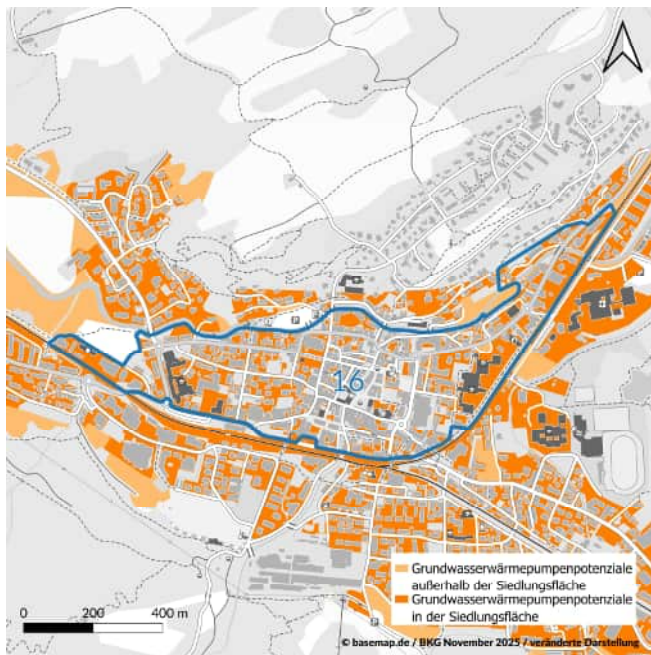 16
Grundwasserwärmepumpenpotenziale
außerhalb der Siedlungsfläche
Grundwasserwärmepumpenpotenziale
in der Siedlungsfläche
0 200 400 m
© basemap.de / BKG November 2025 / veränderte Darstellung